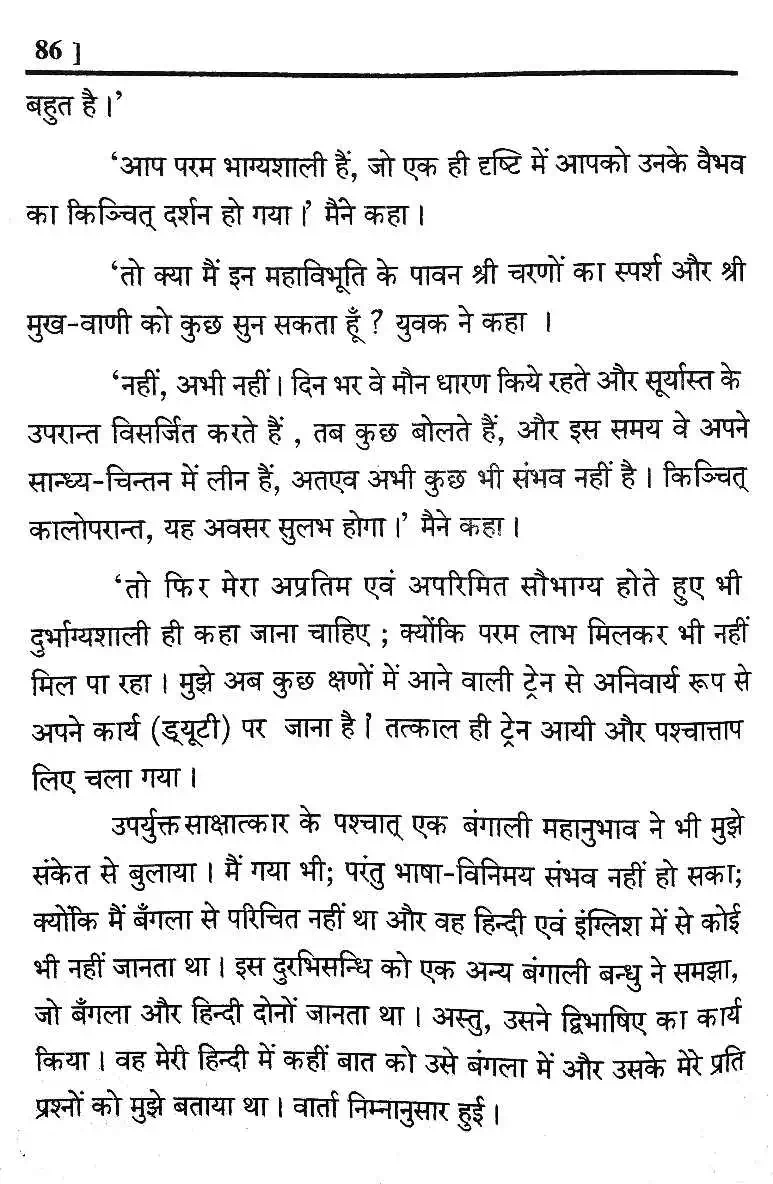 86 ]
बहुत है।’
‘आप परम भाग्यशाली हैं, जो एक ही दृष्टि में आपको उनके वैभव
का किञ्चित् दर्शन हो गया।’ मैने कहा।
‘तो क्या मैं इन महाविभूति के पावन श्री चरणों का स्पर्श और श्री
मुख-वाणी को कुछ सुन सकता हूँ ? युवक ने कहा ।
‘नहीं, अभी नहीं। दिन भर वे मौन धारण किये रहते और सूर्यास्त के
उपरान्त विसर्जित करते हैं , तब कुछ बोलते हैं, और इस समय वे अपने
सान्ध्य-चिन्तन में लीन हैं, अतएव अभी कुछ भी संभव नहीं है। किञ्चित्
कालोपरान्त, यह अवसर सुलभ होगा।’ मैने कहा।
‘तो फिर मेरा अप्रतिम एवं अपरिमित सौभाग्य होते हुए भी
दुर्भाग्यशाली ही कहा जाना चाहिए ; क्योंकि परम लाभ मिलकर भी नहीं
मिल पा रहा। मुझे अब कुछ क्षणों में आने वाली ट्रेन से अनिवार्य रूप से
अपने कार्य (ड्यूटी) पर जाना है।’ तत्काल ही ट्रेन आयी और पश्चात्ताप
लिए चला गया।
उपर्युक्त साक्षात्कार के पश्चात् एक बंगाली महानुभाव ने भी मुझे
संकेत से बुलाया। मैं गया भी; परंतु भाषा-विनिमय संभव नहीं हो सका;
क्योंकि मैं बँगला से परिचित नहीं था और वह हिन्दी एवं इंग्लिश में से कोई
भी नहीं जानता था। इस दुरभिसन्धि को एक अन्य बंगाली बन्धु ने समझा,
जो बँगला और हिन्दी दोनों जानता था। अस्तु, उसने द्विभाषिए का कार्य
किया। वह मेरी हिन्दी में कहीं बात को उसे बंगला में और उसके मेरे प्रति
प्रश्नों को मुझे बताया था। वार्ता निम्नानुसार हुई।